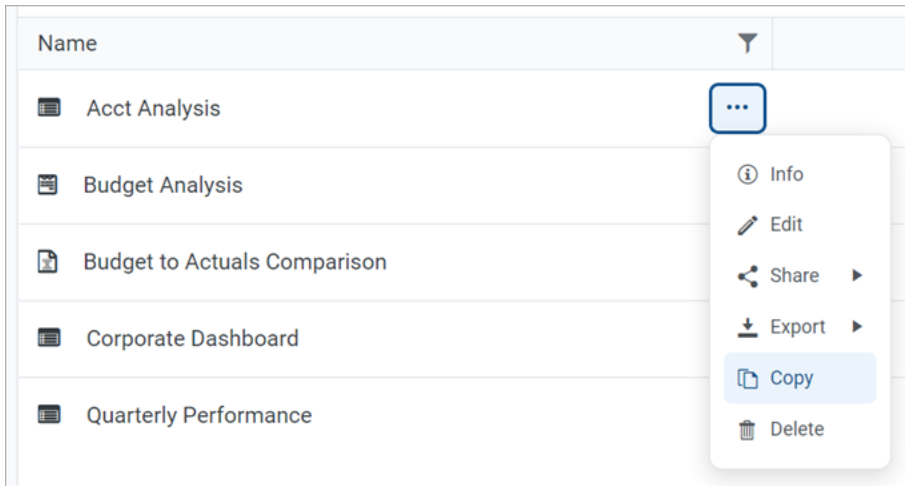 Name
Acct Analysis
Budget Analysis
Budget to Actuals Comparison
Corporate Dashboard
Quarterly Performance
Info
Edit
Share
Export
Copy
Delete